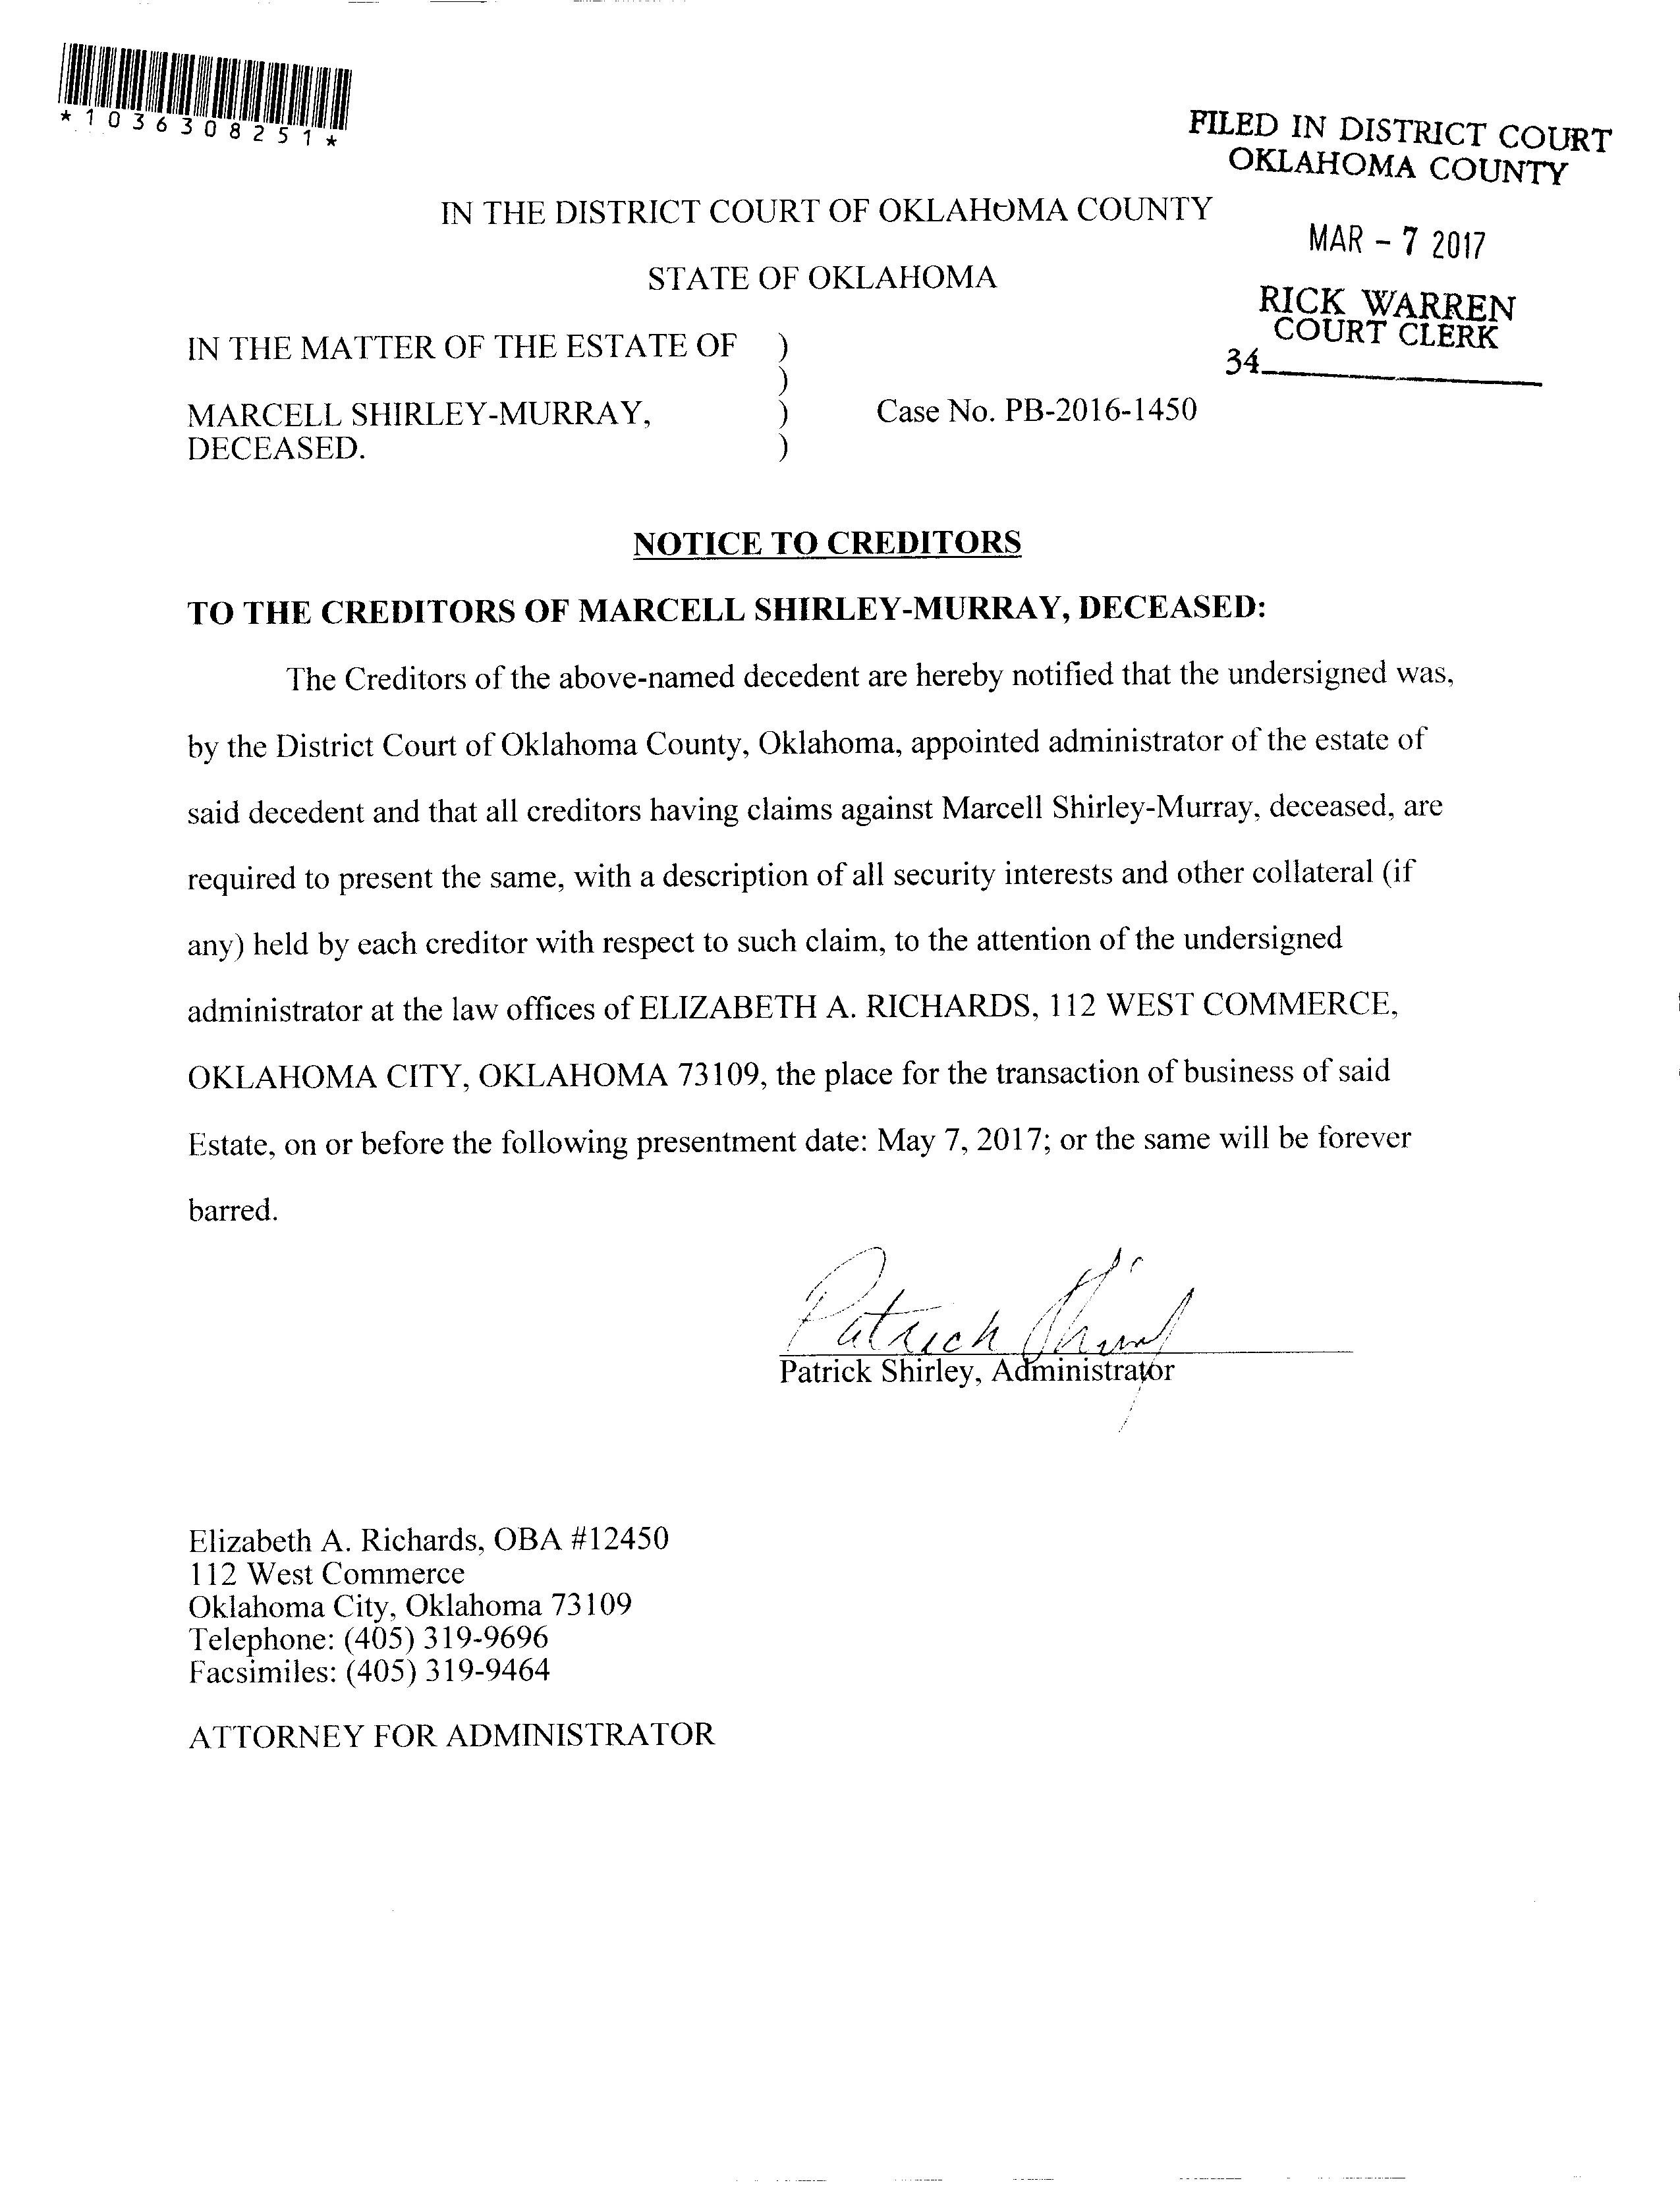 *1036308251*
FILED IN DISTRICT COURT
OKLAHOMA COUNTY
MAR - 7 2017
RICK WARREN
COURT CLERK
34
IN THE DISTRICT COURT OF OKLAHOMA COUNTY
STATE OF OKLAHOMA
IN THE MATTER OF THE ESTATE OF )
)
MARCELL SHIRLEY-MURRAY, ) Case No. PB-2016-1450
DECEASED. )
NOTICE TO CREDITORS
TO THE CREDITORS OF MARCELL SHIRLEY-MURRAY, DECEASED:
The Creditors of the above-named decedent are hereby notified that the undersigned was,
by the District Court of Oklahoma County, Oklahoma, appointed administrator of the estate of
said decedent and that all creditors having claims against Marcell Shirley-Murray, deceased, are
required to present the same, with a description of all security interests and other collateral (if
any) held by each creditor with respect to such claim, to the attention of the undersigned
administrator at the law offices of ELIZABETH A. RICHARDS, 112 WEST COMMERCE,
OKLAHOMA CITY, OKLAHOMA 73109, the place for the transaction of business of said
Estate, on or before the following presentment date: May 7, 2017; or the same will be forever
barred.
Patrick Shirley
Patrick Shirley, Administrator
Elizabeth A. Richards, OBA #12450
112 West Commerce
Oklahoma City, Oklahoma 73109
Telephone: (405) 319-9696
Facsimiles: (405) 319-9464
ATTORNEY FOR ADMINISTRATOR